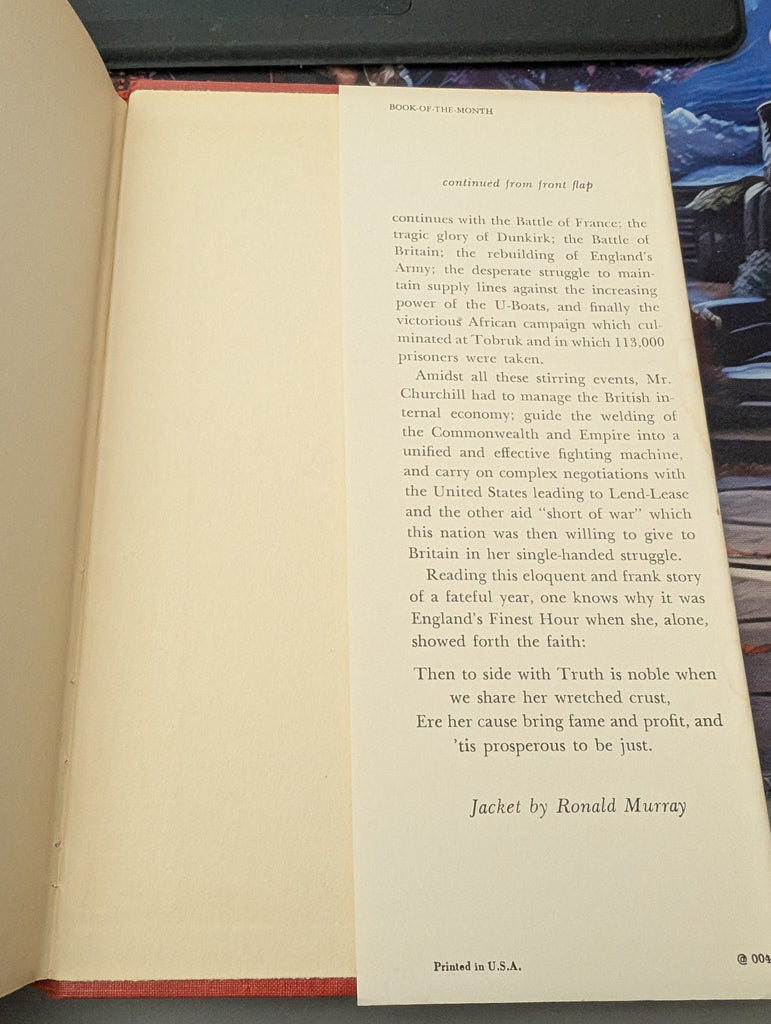 BOOK-OF-THE-MONTH
continued from front flap
continues with the Battle of France; the
tragic glory of Dunkirk; the Battle of
Britain; the rebuilding of England's
Army; the desperate struggle to main-
tain supply lines against the increasing
power of the U-Boats, and finally the
victorious African campaign which cul-
minated at Tobruk and in which 113,000
prisoners were taken.
Amidst all these stirring events, Mr.
Churchill had to manage the British in-
ternal economy; guide the welding of
the Commonwealth and Empire into a
unified and effective fighting machine,
and carry on complex negotiations with
the United States leading to Lend-Lease
and the other aid "short of war" which
this nation was then willing to give to
Britain in her single-handed struggle.
Reading this eloquent and frank story
of a fateful year, one knows why it was
England's Finest Hour when she, alone,
showed forth the faith:
Then to side with Truth is noble when
we share her wretched crust,
Ere her cause bring fame and profit, and
'tis prosperous to be just.
Jacket by Ronald Murray
Printed in U.S.A.
@ 004